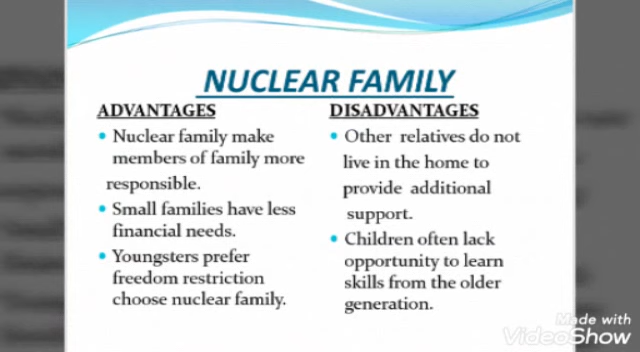 NUCLEAR FAMILY
ADVANTAGES
• Nuclear family make
members of family more
responsible.
• Small families have less
financial needs.
• Youngsters prefer
freedom restriction
choose nuclear family.
DISADVANTAGES
• Other relatives do not
live in the home to
provide additional
support.
• Children often lack
opportunity to learn
skills from the older
generation.
Made with
VideoShow